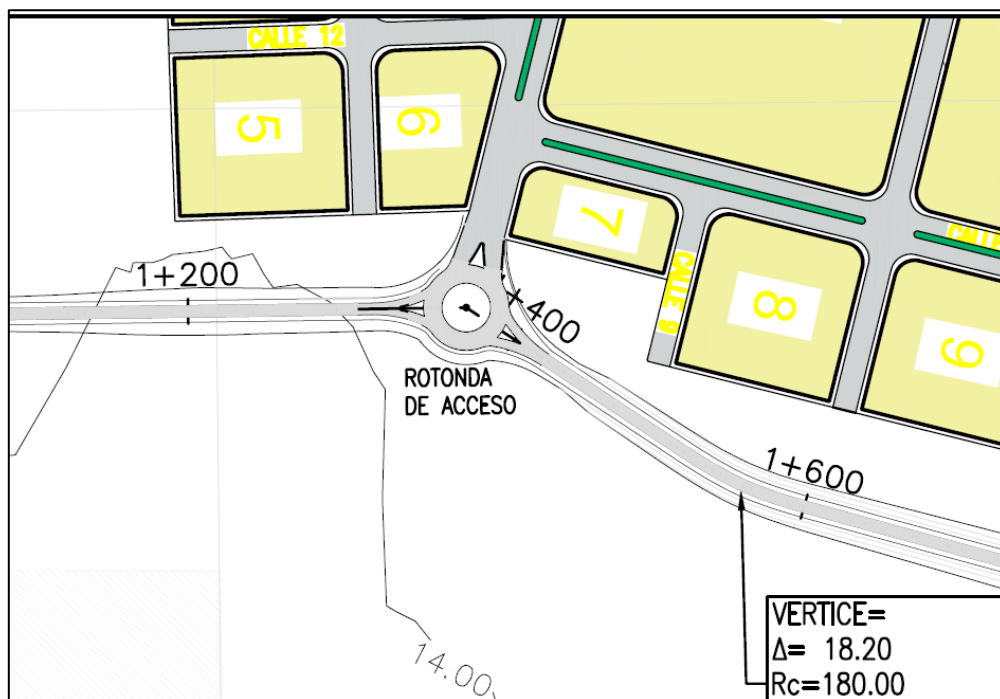 CALLE 12
5
6
7
CALLE 9
8
9
CALLE
1+200
+400
ROTONDA
DE ACCESO
1+600
14.00
VERTICE=
Δ= 18.20
Rc=180.00